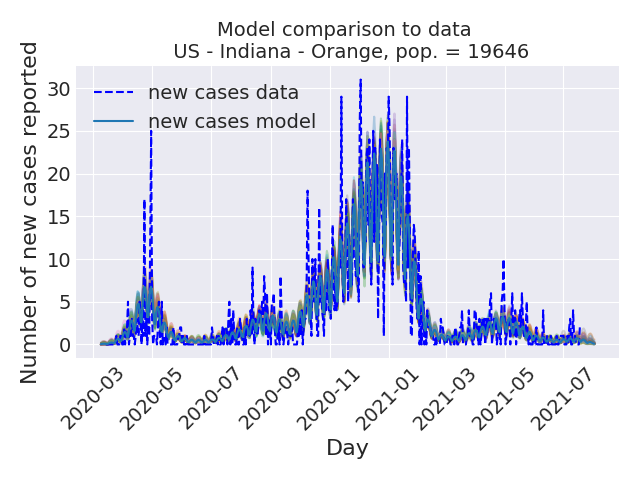 Model comparison to data
US - Indiana - Orange, pop. = 19646
Number of new cases reported
30
25
20
15
10
5
0
new cases data
new cases model
2020-03
2020-05
2020-07
2020-09
2020-11
2021-01
2021-03
2021-05
2021-07
Day